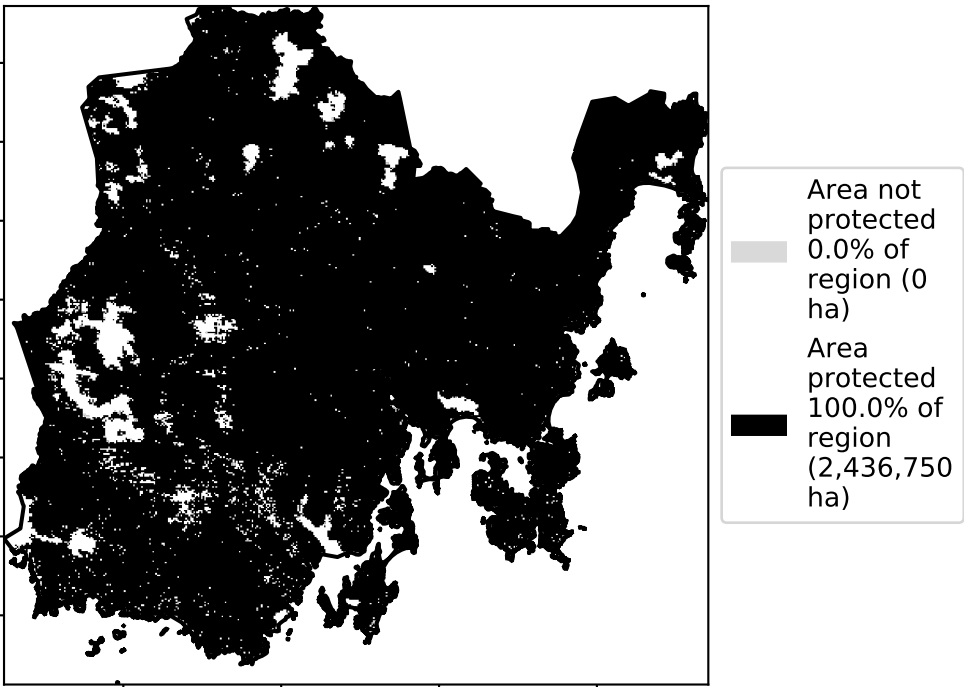 Area not
protected
0.0% of
region (0
ha)
Area
protected
100.0% of
region
(2,436,750
ha)